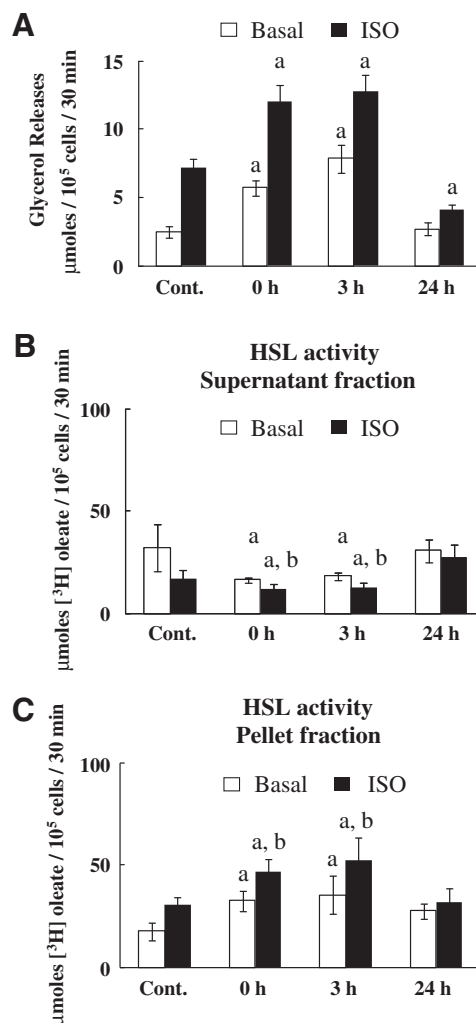 A
Basal ISO
Glycerol Releases
μmoles / 10⁵ cells / 30 min
15
10
5
0
a
a
a
a
a
Cont. 0 h 3 h 24 h
B
HSL activity
Supernatant fraction
Basal ISO
μmoles [³H] oleate / 10⁵ cells / 30 min
100
50
0
a
a, b
a
a, b
Cont. 0 h 3 h 24 h
C
HSL activity
Pellet fraction
Basal ISO
μmoles [³H] oleate / 10⁵ cells / 30 min
100
50
0
a
a, b
a
a, b
Cont. 0 h 3 h 24 h